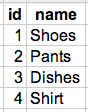 id name
1 Shoes
2 Pants
3 Dishes
4 Shirt